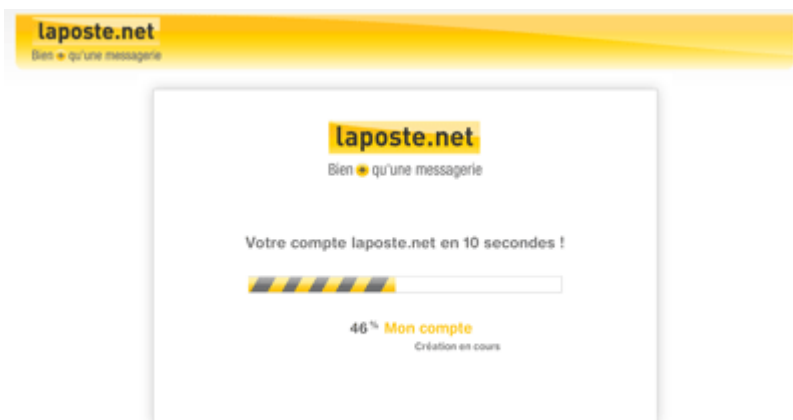 laposte.net
Bien + qu'une messagerie
laposte.net
Bien + qu'une messagerie
Votre compte laposte.net en 10 secondes !
46 % Mon compte
Création en cours